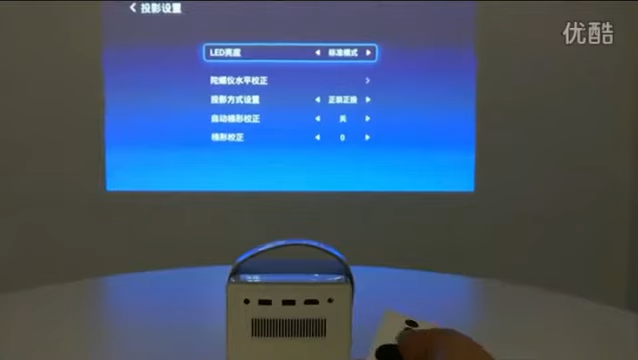 < 投影设置
优酷
LED亮度 ◀ 标准模式 ▶
陀螺仪水平校正 >
投影方式设置 ◀ 正装正投 ▶
自动梯形校正 ◀ 关 ▶
梯形校正 ◀ 0 ▶